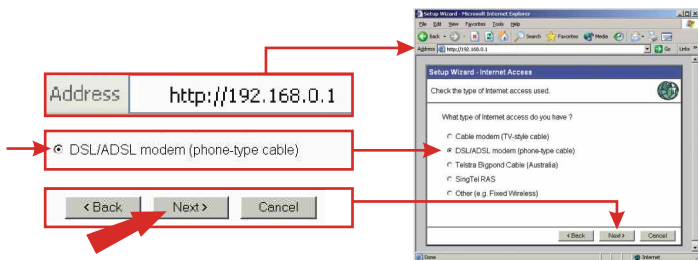 Address http://192.168.0.1
DSL/ADSL modem (phone-type cable)
< Back Next > Cancel
Setup Wizard - Microsoft Internet Explorer
File Edit View Favorites Tools Help
Back Search Favorites Media
Address http://192.168.0.1 Go Links »
Setup Wizard - Internet Access
Check the type of Internet access used.
What type of Internet access do you have ?
Cable modem (TV-style cable)
DSL/ADSL modem (phone-type cable)
Telstra Bigpond Cable (Australia)
SingTel RAS
Other (e.g. Fixed Wireless)
< Back Next > Cancel
Done Internet